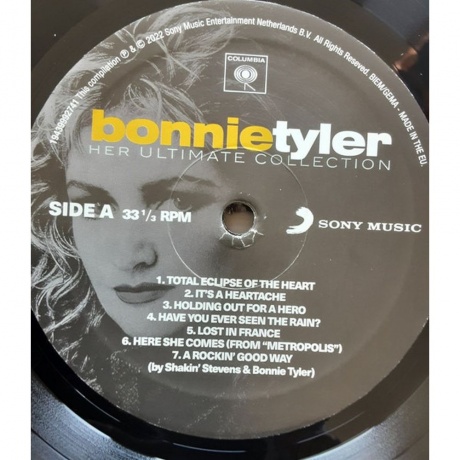 19439892741 This compilation ℗ & © 2022 Sony Music Entertainment Netherlands B.V. All Rights Reserved. BIEM/GEMA - MADE IN THE EU.
COLUMBIA
bonnietyler
HER ULTIMATE COLLECTION
SIDE A 33 1/3 RPM
SONY MUSIC
1. TOTAL ECLIPSE OF THE HEART
2. IT'S A HEARTACHE
3. HOLDING OUT FOR A HERO
4. HAVE YOU EVER SEEN THE RAIN?
5. LOST IN FRANCE
6. HERE SHE COMES (FROM "METROPOLIS")
7. A ROCKIN' GOOD WAY
(by Shakin' Stevens & Bonnie Tyler)